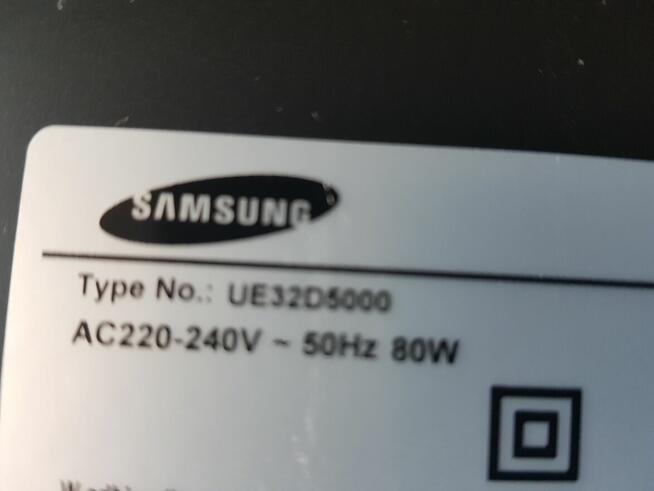 SAMSUNG
Type No.: UE32D5000
AC220-240V ~ 50Hz 80W